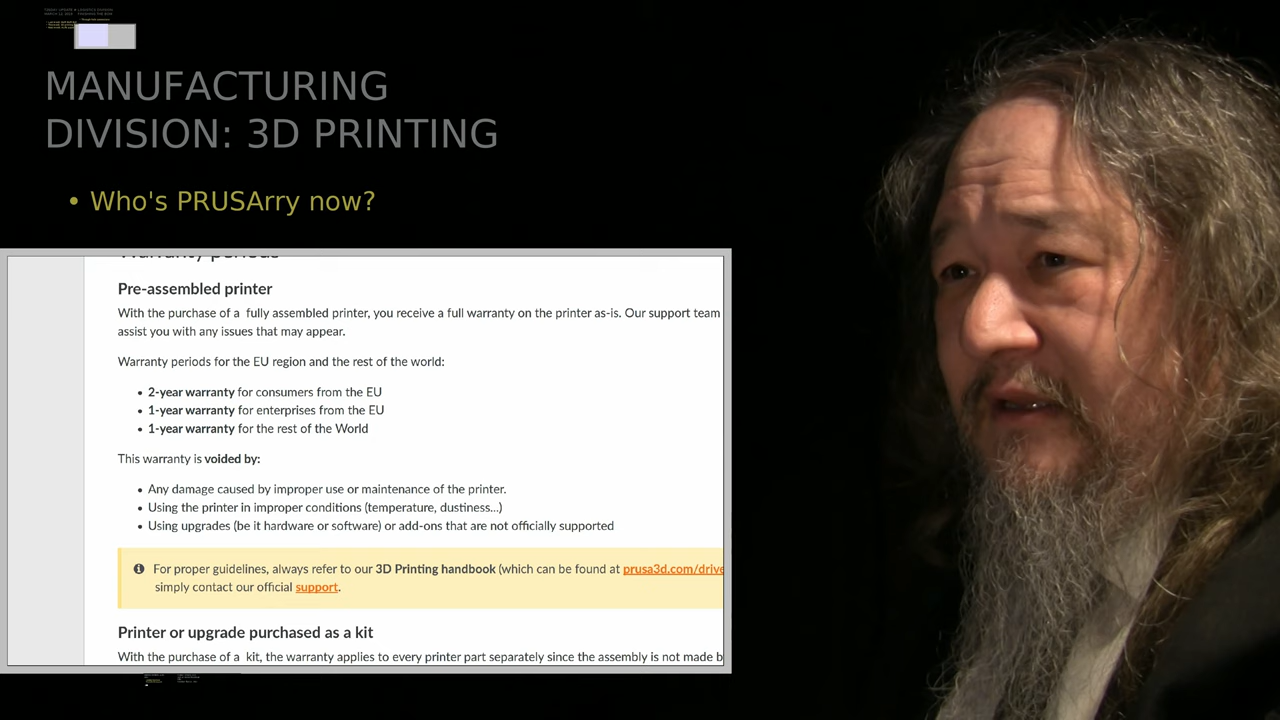 MANUFACTURING
DIVISION: 3D PRINTING
• Who's PRUSArry now?
Warranty periods
Pre-assembled printer
With the purchase of a fully assembled printer, you receive a full warranty on the printer as-is. Our support team
assist you with any issues that may appear.
Warranty periods for the EU region and the rest of the world:
• 2-year warranty for consumers from the EU
• 1-year warranty for enterprises from the EU
• 1-year warranty for the rest of the World
This warranty is voided by:
• Any damage caused by improper use or maintenance of the printer.
• Using the printer in improper conditions (temperature, dustiness...)
• Using upgrades (be it hardware or software) or add-ons that are not officially supported
For proper guidelines, always refer to our 3D Printing handbook (which can be found at prusa3d.com/drive
simply contact our official support.
Printer or upgrade purchased as a kit
With the purchase of a kit, the warranty applies to every printer part separately since the assembly is not made b